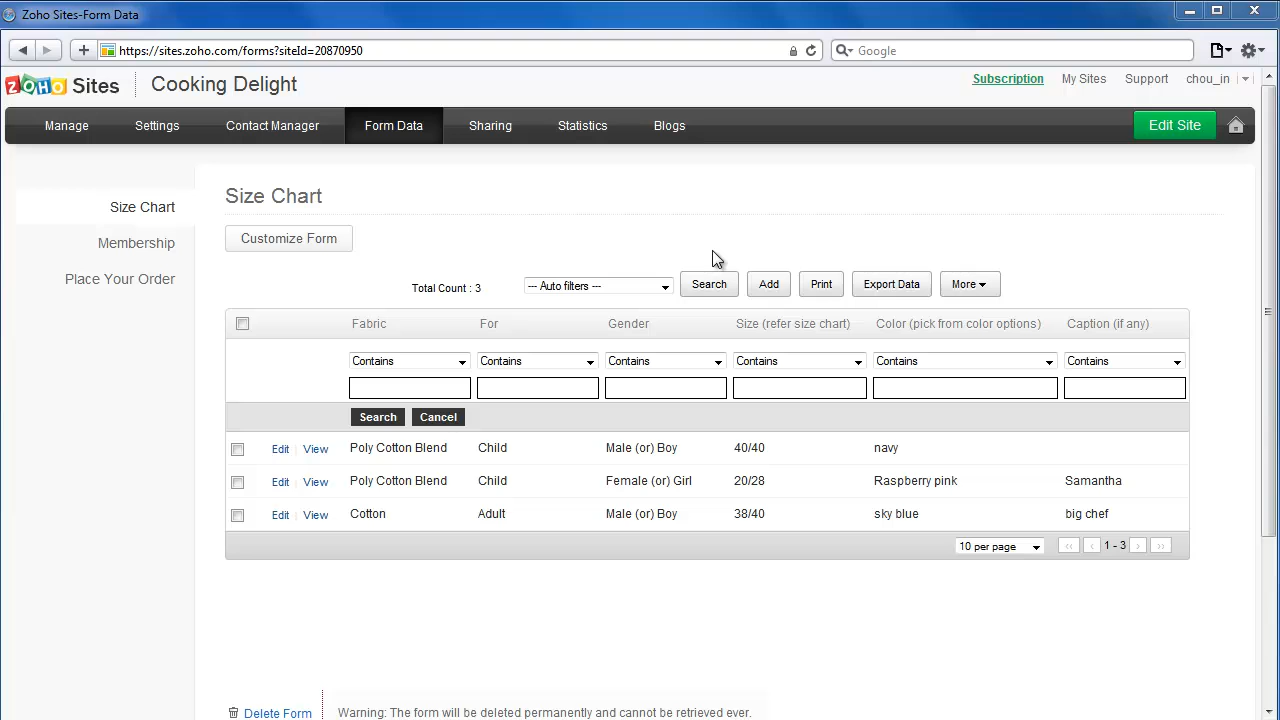 Zoho Sites-Form Data
https://sites.zoho.com/forms?siteId=20870950
Google
ZOHO Sites Cooking Delight
Subscription My Sites Support chou_in
Manage Settings Contact Manager Form Data Sharing Statistics Blogs Edit Site
Size Chart
Membership
Place Your Order
Size Chart
Customize Form
Total Count : 3 --- Auto filters --- Search Add Print Export Data More
Fabric For Gender Size (refer size chart) Color (pick from color options) Caption (if any)
Contains Contains Contains Contains Contains Contains
Search Cancel
Edit View Poly Cotton Blend Child Male (or) Boy 40/40 navy
Edit View Poly Cotton Blend Child Female (or) Girl 20/28 Raspberry pink Samantha
Edit View Cotton Adult Male (or) Boy 38/40 sky blue big chef
10 per page 1 - 3
Delete Form Warning: The form will be deleted permanently and cannot be retrieved ever.